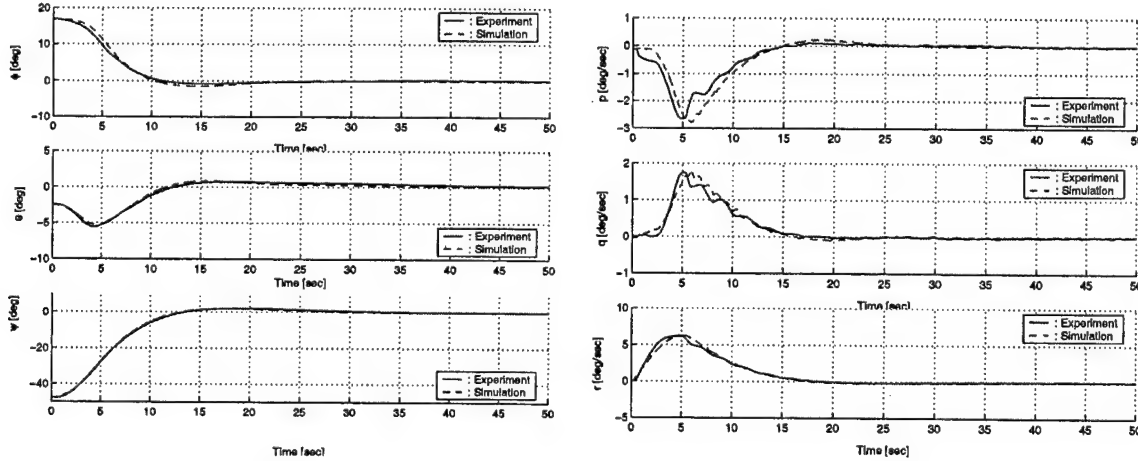 20
10
0
-10
ϕ [deg]
: Experiment
: Simulation
0 5 10 15 20 25 30 35 40 45 50
Time [sec]
5
0
-5
-10
θ [deg]
: Experiment
: Simulation
0 5 10 15 20 25 30 35 40 45 50
Time [sec]
0
-20
-40
ψ [deg]
: Experiment
: Simulation
0 5 10 15 20 25 30 35 40 45 50
Time [sec]
1
0
-1
-2
-3
p [deg/sec]
: Experiment
: Simulation
0 5 10 15 20 25 30 35 40 45 50
2
1
0
-1
q [deg/sec]
: Experiment
: Simulation
0 5 10 15 20 25 30 35 40 45 50
Time [sec]
10
5
0
-5
r [deg/sec]
: Experiment
: Simulation
0 5 10 15 20 25 30 35 40 45 50
Time [sec]